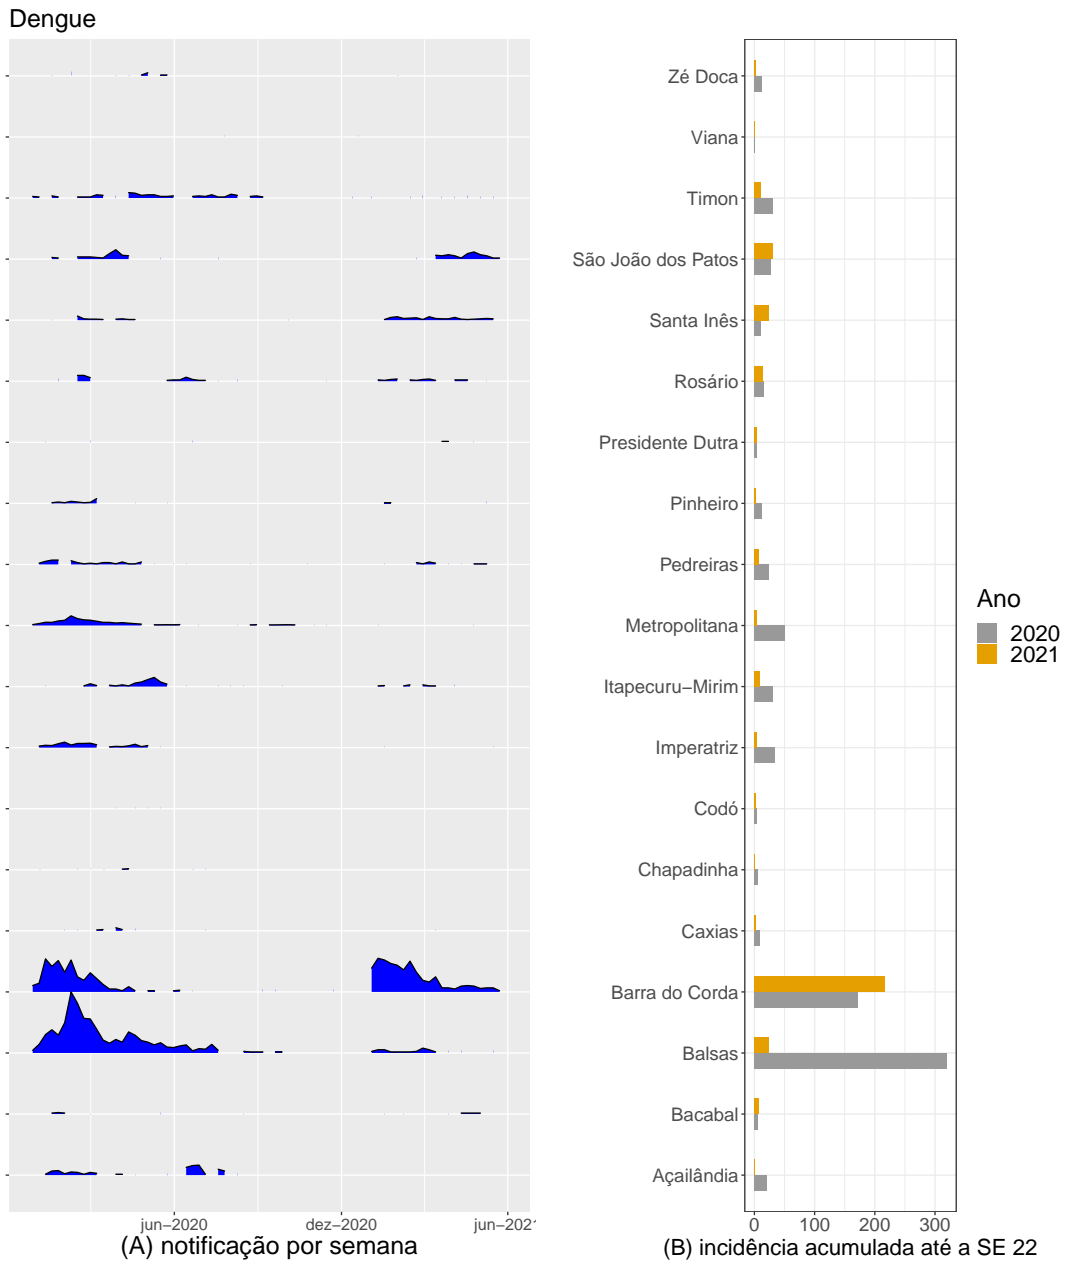 Dengue
Zé Doca
Viana
Timon
São João dos Patos
Santa Inês
Rosário
Presidente Dutra
Pinheiro
Pedreiras
Metropolitana
Itapecuru−Mirim
Imperatriz
Codó
Chapadinha
Caxias
Barra do Corda
Balsas
Bacabal
Açailândia
Ano
2020
2021
jun−2020
dez−2020
jun−2021
0
100
200
300
(A) notificação por semana
(B) incidência acumulada até a SE 22